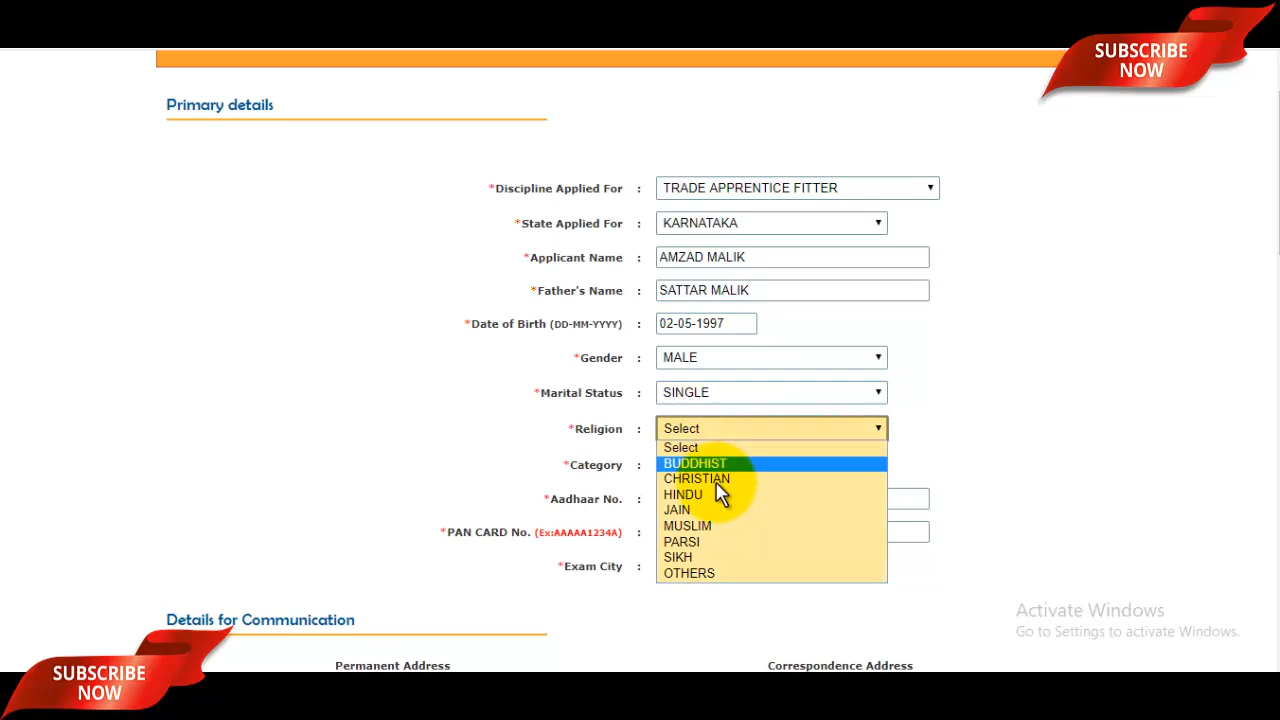 SUBSCRIBE
NOW
Primary details
*Discipline Applied For : TRADE APPRENTICE FITTER
*State Applied For : KARNATAKA
*Applicant Name : AMZAD MALIK
*Father's Name : SATTAR MALIK
*Date of Birth (DD-MM-YYYY) : 02-05-1997
*Gender : MALE
*Marital Status : SINGLE
*Religion : Select
Select
*Category : BUDDHIST
CHRISTIAN
*Aadhaar No. : HINDU
JAIN
MUSLIM
*PAN CARD No. (Ex:AAAAA1234A) : PARSI
SIKH
*Exam City : OTHERS
Activate Windows
Go to Settings to activate Windows.
Details for Communication
Permanent Address Correspondence Address
SUBSCRIBE
NOW